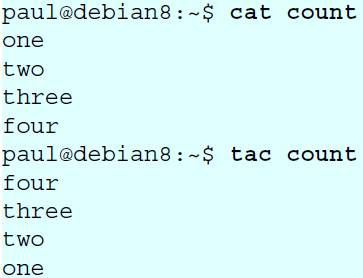 paul@debian8:~$ cat count
one
two
three
four
paul@debian8:~$ tac count
four
three
two
one